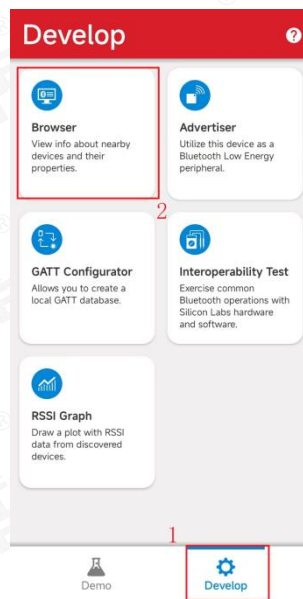 Develop
?
Browser
View info about nearby
devices and their
properties.
Advertiser
Utilize this device as a
Bluetooth Low Energy
peripheral.
2
GATT Configurator
Allows you to create a
local GATT database.
Interoperability Test
Exercise common
Bluetooth operations with
Silicon Labs hardware
and software.
RSSI Graph
Draw a plot with RSSI
data from discovered
devices.
1
Demo
Develop